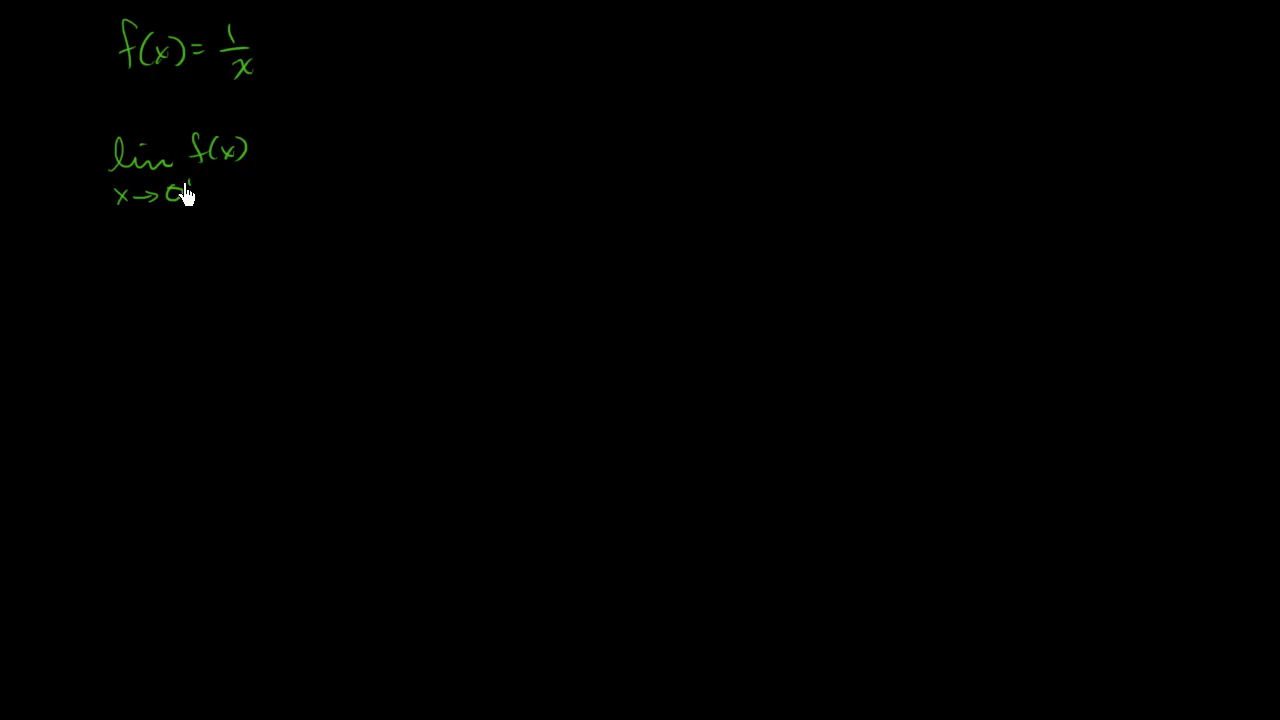 f(x) = 1/x
lim f(x)
x → 0